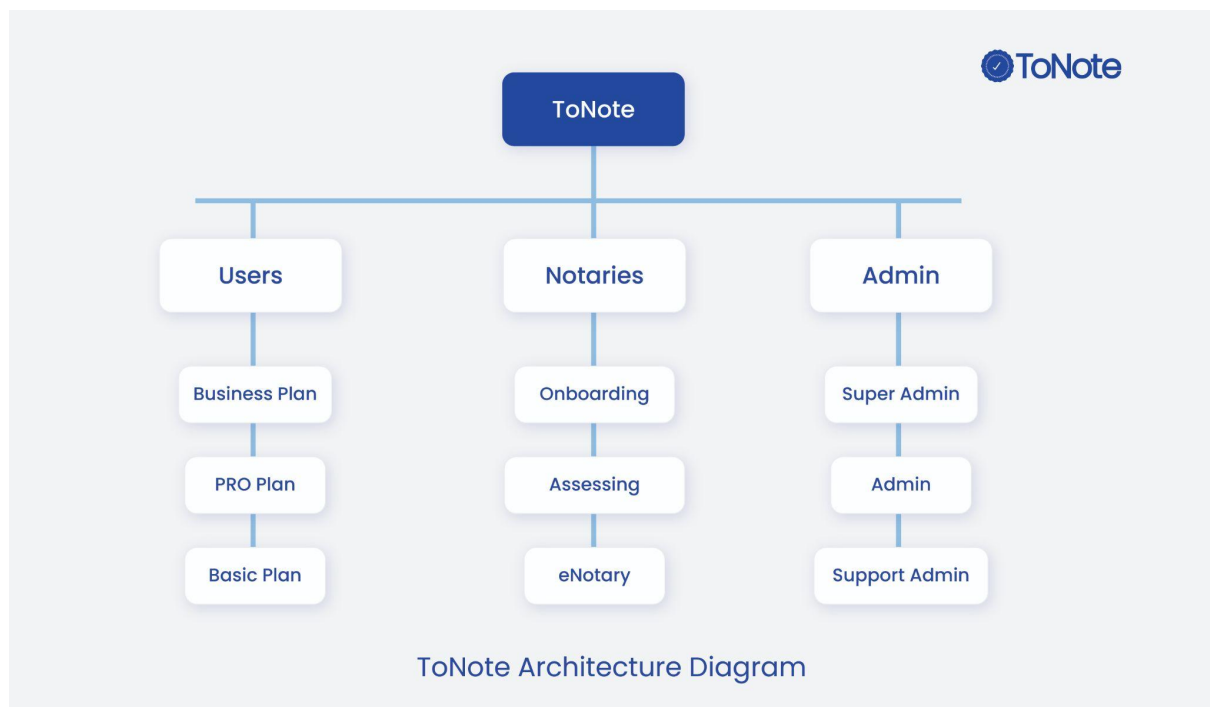 ToNote
ToNote
Users
Notaries
Admin
Business Plan
Onboarding
Super Admin
PRO Plan
Assessing
Admin
Basic Plan
eNotary
Support Admin
ToNote Architecture Diagram